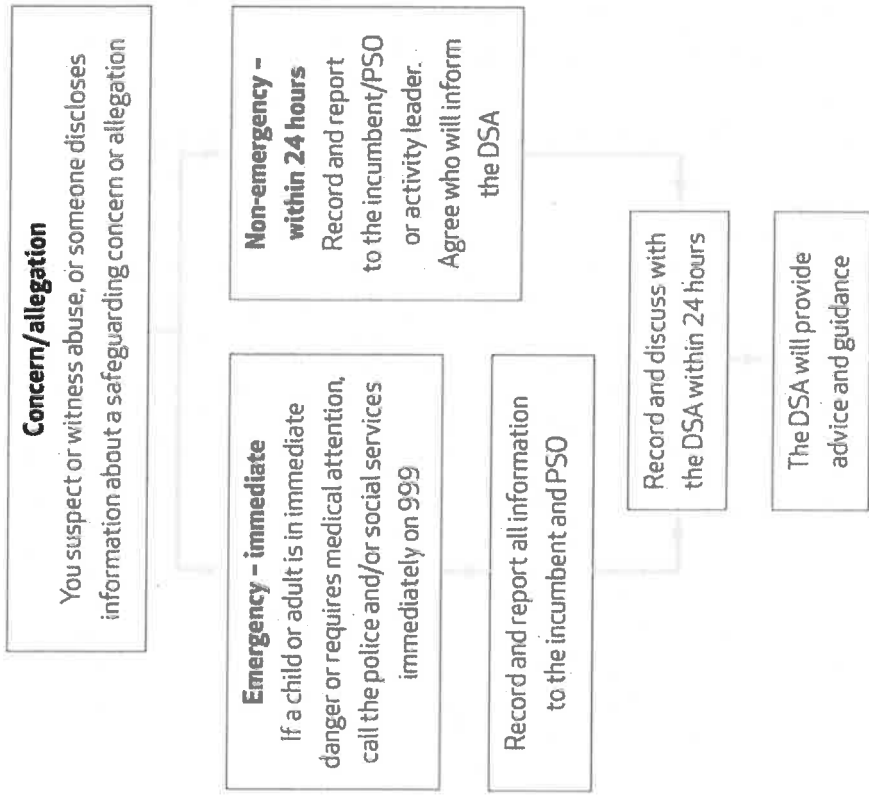 Concern/allegation
You suspect or witness abuse, or someone discloses
information about a safeguarding concern or allegation
Emergency – immediate
If a child or adult is in immediate
danger or requires medical attention,
call the police and/or social services
immediately on 999
Non-emergency –
within 24 hours
Record and report
to the incumbent/PSO
or activity leader.
Agree who will inform
the DSA
Record and report all information
to the incumbent and PSO
Record and discuss with
the DSA within 24 hours
The DSA will provide
advice and guidance